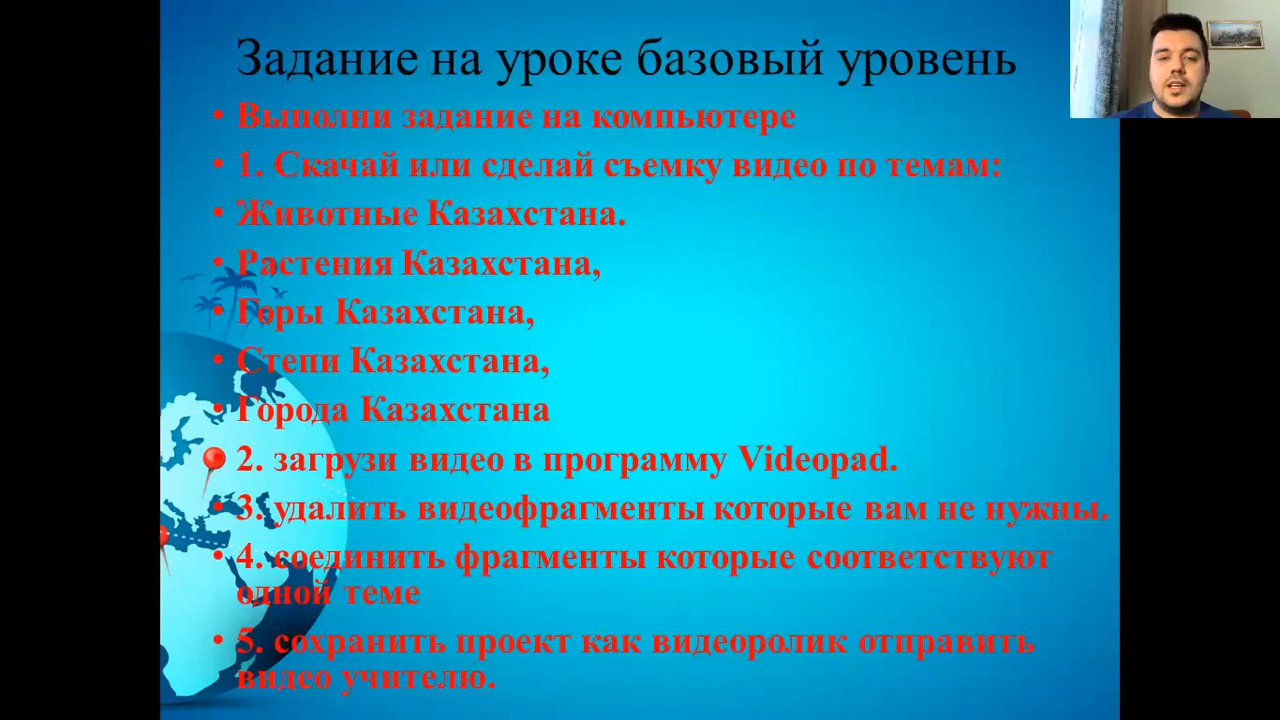 Задание на уроке базовый уровень
• Выполни задание на компьютере
• 1. Скачай или сделай съемку видео по темам:
• Животные Казахстана.
• Растения Казахстана,
• Горы Казахстана,
• Степи Казахстана,
• Города Казахстана
• 2. загрузи видео в программу Videopad.
• 3. удалить видеофрагменты которые вам не нужны.
• 4. соединить фрагменты которые соответствуют
одной теме
• 5. сохранить проект как видеоролик отправить
видео учителю.